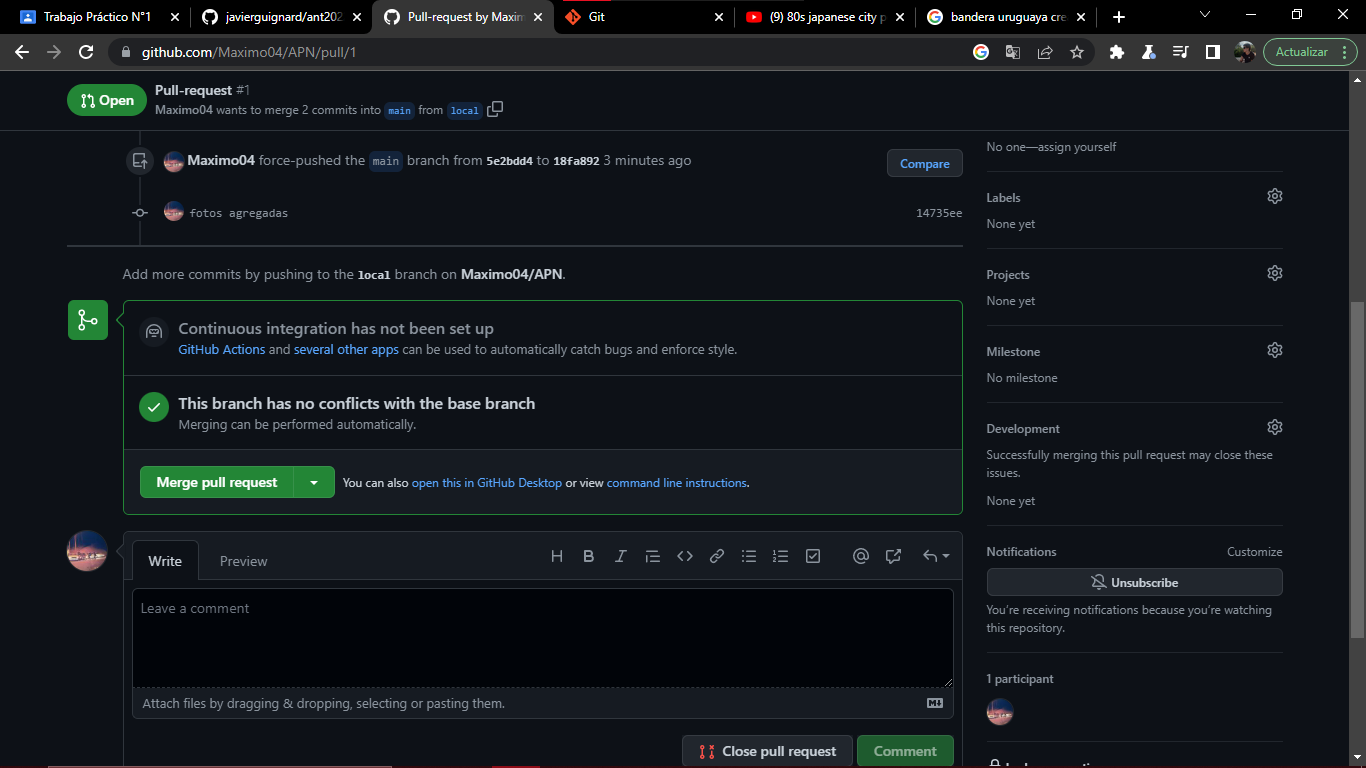 Trabajo Práctico N°1
javierguignard/ant202
Pull-request by Maxim
Git
(9) 80s japanese city p
bandera uruguaya cre
github.com/Maximo04/APN/pull/1
Actualizar
Open
Pull-request #1
Maximo04 wants to merge 2 commits into main from local
Maximo04 force-pushed the main branch from 5e2bdd4 to 18fa892 3 minutes ago
Compare
fotos agregadas
14735ee
Add more commits by pushing to the local branch on Maximo04/APN.
Continuous integration has not been set up
GitHub Actions and several other apps can be used to automatically catch bugs and enforce style.
This branch has no conflicts with the base branch
Merging can be performed automatically.
Merge pull request
You can also open this in GitHub Desktop or view command line instructions.
Write
Preview
Leave a comment
Attach files by dragging & dropping, selecting or pasting them.
Close pull request
Comment
No one—assign yourself
Labels
None yet
Projects
None yet
Milestone
No milestone
Development
Successfully merging this pull request may close these
issues.
None yet
Notifications
Customize
Unsubscribe
You're receiving notifications because you're watching
this repository.
1 participant